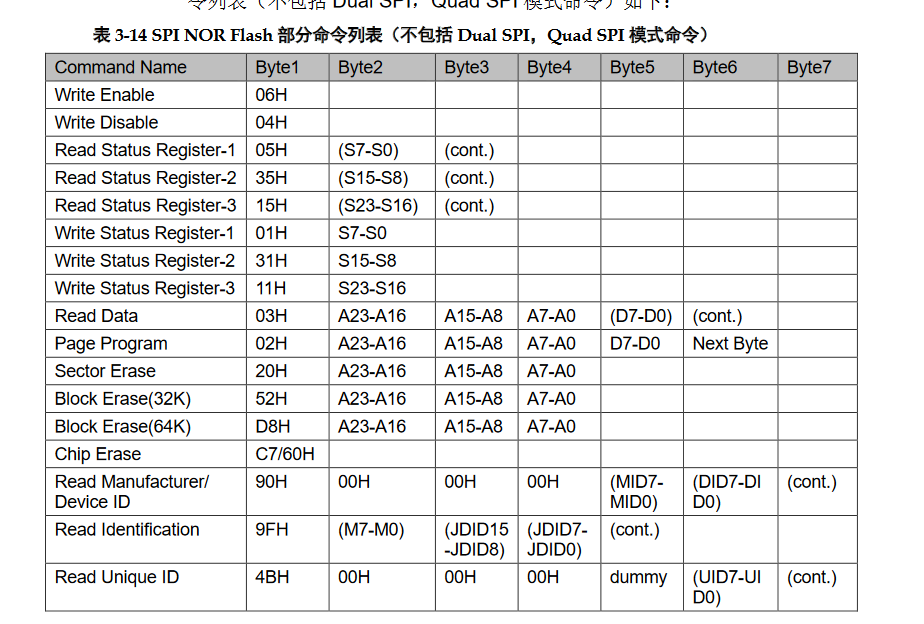 令列表（不包括 Dual SPI，Quad SPI 模式命令）如下：
表 3-14 SPI NOR Flash 部分命令列表（不包括 Dual SPI，Quad SPI 模式命令）
Command Name Byte1 Byte2 Byte3 Byte4 Byte5 Byte6 Byte7
Write Enable 06H
Write Disable 04H
Read Status Register-1 05H (S7-S0) (cont.)
Read Status Register-2 35H (S15-S8) (cont.)
Read Status Register-3 15H (S23-S16) (cont.)
Write Status Register-1 01H S7-S0
Write Status Register-2 31H S15-S8
Write Status Register-3 11H S23-S16
Read Data 03H A23-A16 A15-A8 A7-A0 (D7-D0) (cont.)
Page Program 02H A23-A16 A15-A8 A7-A0 D7-D0 Next Byte
Sector Erase 20H A23-A16 A15-A8 A7-A0
Block Erase(32K) 52H A23-A16 A15-A8 A7-A0
Block Erase(64K) D8H A23-A16 A15-A8 A7-A0
Chip Erase C7/60H
Read Manufacturer/ 90H 00H 00H 00H (MID7- (DID7-DI (cont.)
Device ID MID0) D0)
Read Identification 9FH (M7-M0) (JDID15 (JDID7- (cont.)
-JDID8) JDID0)
Read Unique ID 4BH 00H 00H 00H dummy (UID7-UI (cont.)
D0)